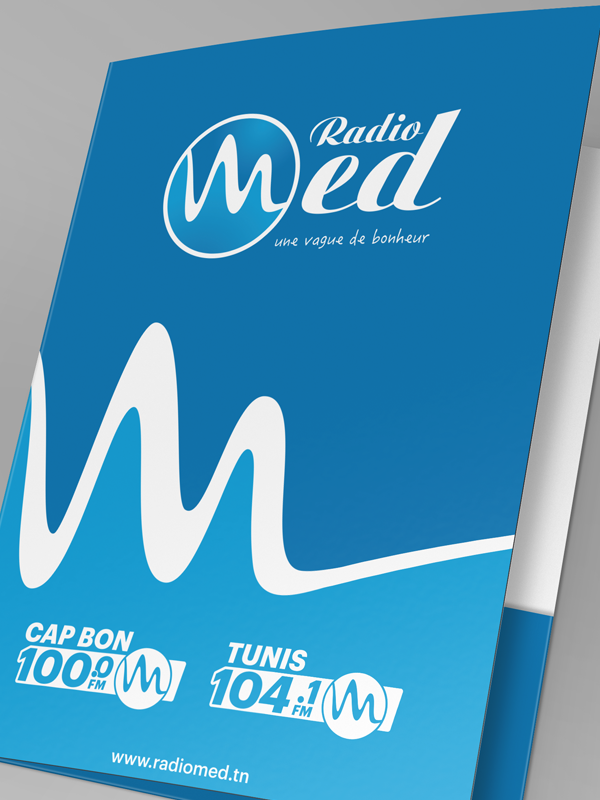 Radio
Med
une vague de bonheur
CAP BON
100.0 FM
TUNIS
104.1 FM
www.radiomed.tn